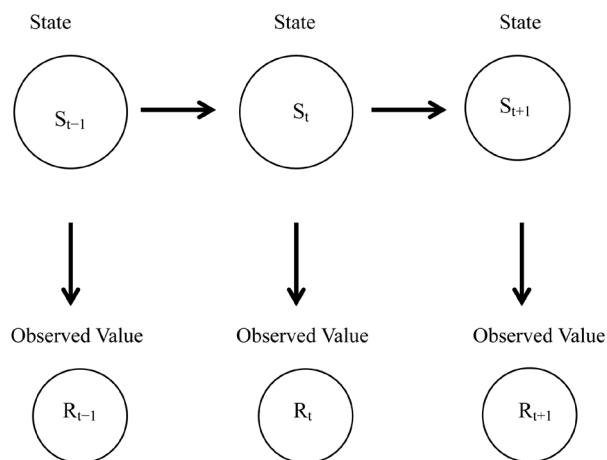 State State State
S_{t−1} S_t S_{t+1}
Observed Value Observed Value Observed Value
R_{t−1} R_t R_{t+1}